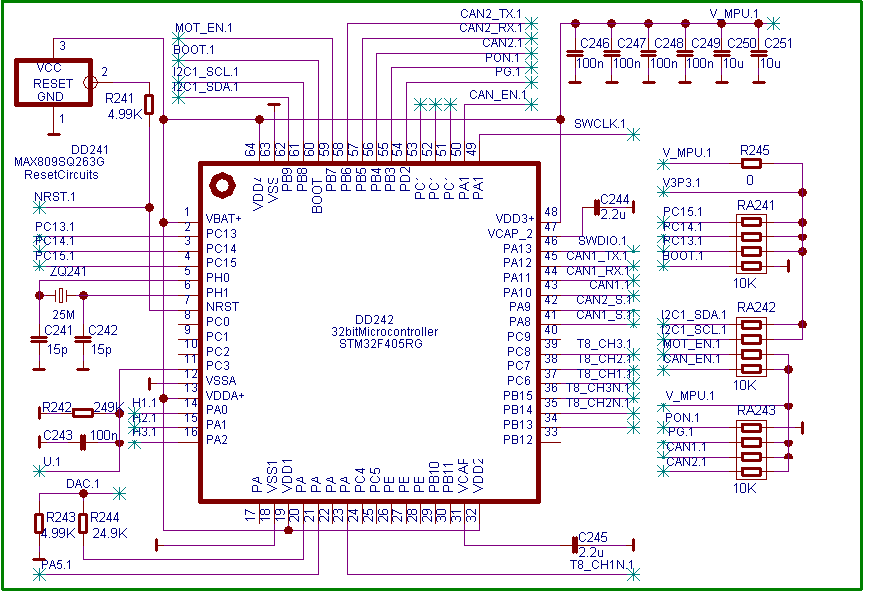 MOT_EN.1
BOOT.1
I2C1_SCL.1
I2C1_SDA.1
CAN2_TX.1
CAN2_RX.1
CAN2.1
PON.1
PG.1
CAN_EN.1
SWCLK.1
V_MPU.1
C246
C247
C248
C249
C250
C251
100n
100n
100n
100n
10u
10u
3
VCC
RESET
GND
2
1
R241
4.99K
DD241
MAX809SQ263G
ResetCircuits
NRST.1
PC13.1
PC14.1
PC15.1
ZQ241
25M
C241
15p
C242
15p
R242
249K
C243
100n
U.1
H1.1
H2.1
H3.1
DAC.1
R243
4.99K
R244
24.9K
PA5.1
64
63
62
61
60
59
58
57
56
55
54
53
52
51
50
49
VSS
PB9
PB8
BOOT
PB7
PB6
PB5
PB4
PB3
PD2
PC'
PC'
PC'
PA1
PA1
1
2
3
4
5
6
7
8
9
10
11
12
13
14
15
16
VBAT+
PC13
PC14
PC15
PH0
PH1
NRST
PC0
PC1
PC2
PC3
VSSA
VDDA+
PA0
PA1
PA2
DD242
32bitMicrocontroller
STM32F405RG
VDD3+
VCAP_2
PA13
PA12
PA11
PA10
PA9
PA8
PC9
PC8
PC7
PC6
PB15
PB14
PB13
PB12
48
47
46
45
44
43
42
41
40
39
38
37
36
35
34
33
C244
2.2u
SWDIO.1
CAN1_TX.1
CAN1_RX.1
CAN1.1
CAN2_S.1
CAN1_S.1
T8_CH3.1
T8_CH2.1
T8_CH1.1
T8_CH3N.1
T8_CH2N.1
PA
VSS1
VDD1
PA
PA
PA
PA
PC4
PC5
PE
PE
PE
PB10
PB11
VCAF
VDD2
17
18
19
20
21
22
23
24
25
26
27
28
29
30
31
32
C245
2.2u
T8_CH1N.1
V_MPU.1
R245
0
V3P3.1
RA241
PC15.1
PC14.1
PC13.1
BOOT.1
10K
RA242
I2C1_SDA.1
I2C1_SCL.1
MOT_EN.1
CAN_EN.1
10K
V_MPU.1
RA243
PON.1
PG.1
CAN1.1
CAN2.1
10K